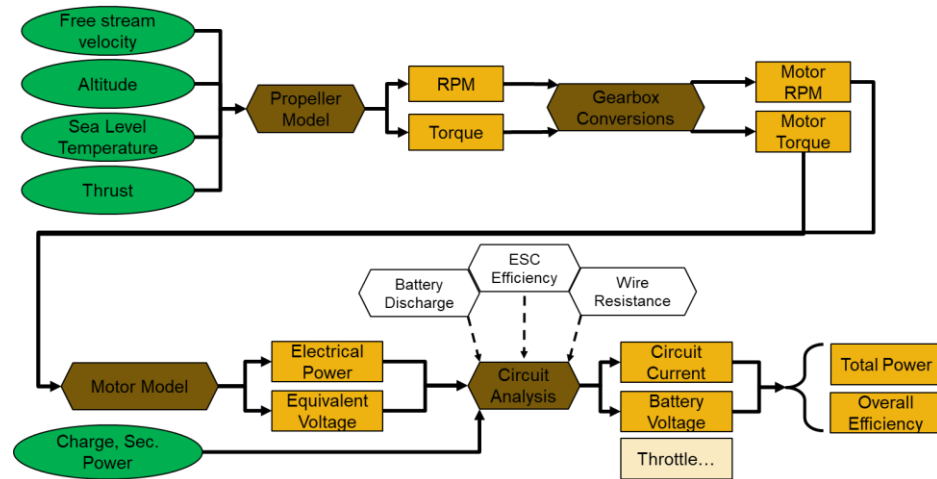 Free stream
velocity
Altitude
Sea Level
Temperature
Thrust
Propeller
Model
RPM
Torque
Gearbox
Conversions
Motor
RPM
Motor
Torque
Battery
Discharge
ESC
Efficiency
Wire
Resistance
Motor Model
Electrical
Power
Equivalent
Voltage
Circuit
Analysis
Circuit
Current
Battery
Voltage
Throttle…
Total Power
Overall
Efficiency
Charge, Sec.
Power